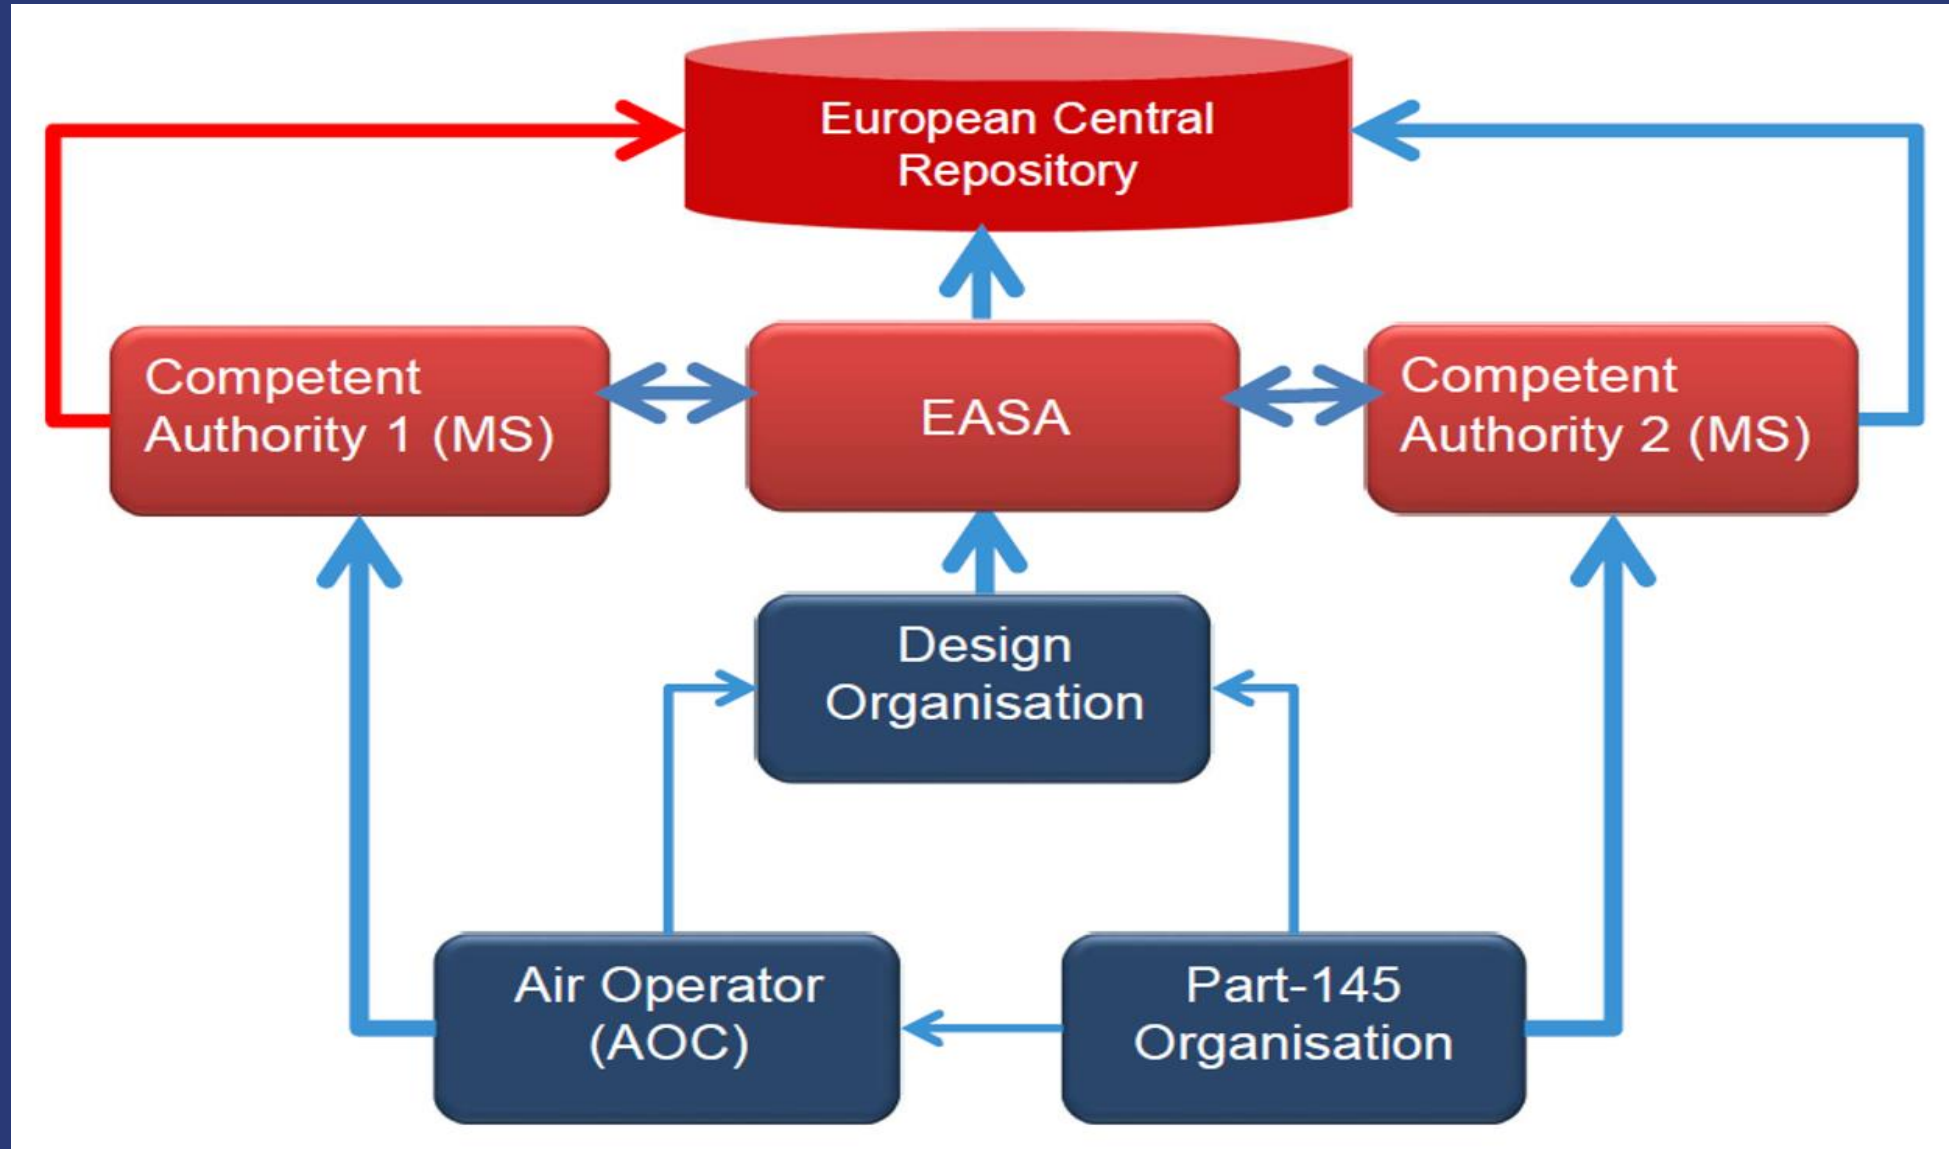 European Central
Repository
Competent
Authority 1 (MS)
EASA
Competent
Authority 2 (MS)
Design
Organisation
Air Operator
(AOC)
Part-145
Organisation